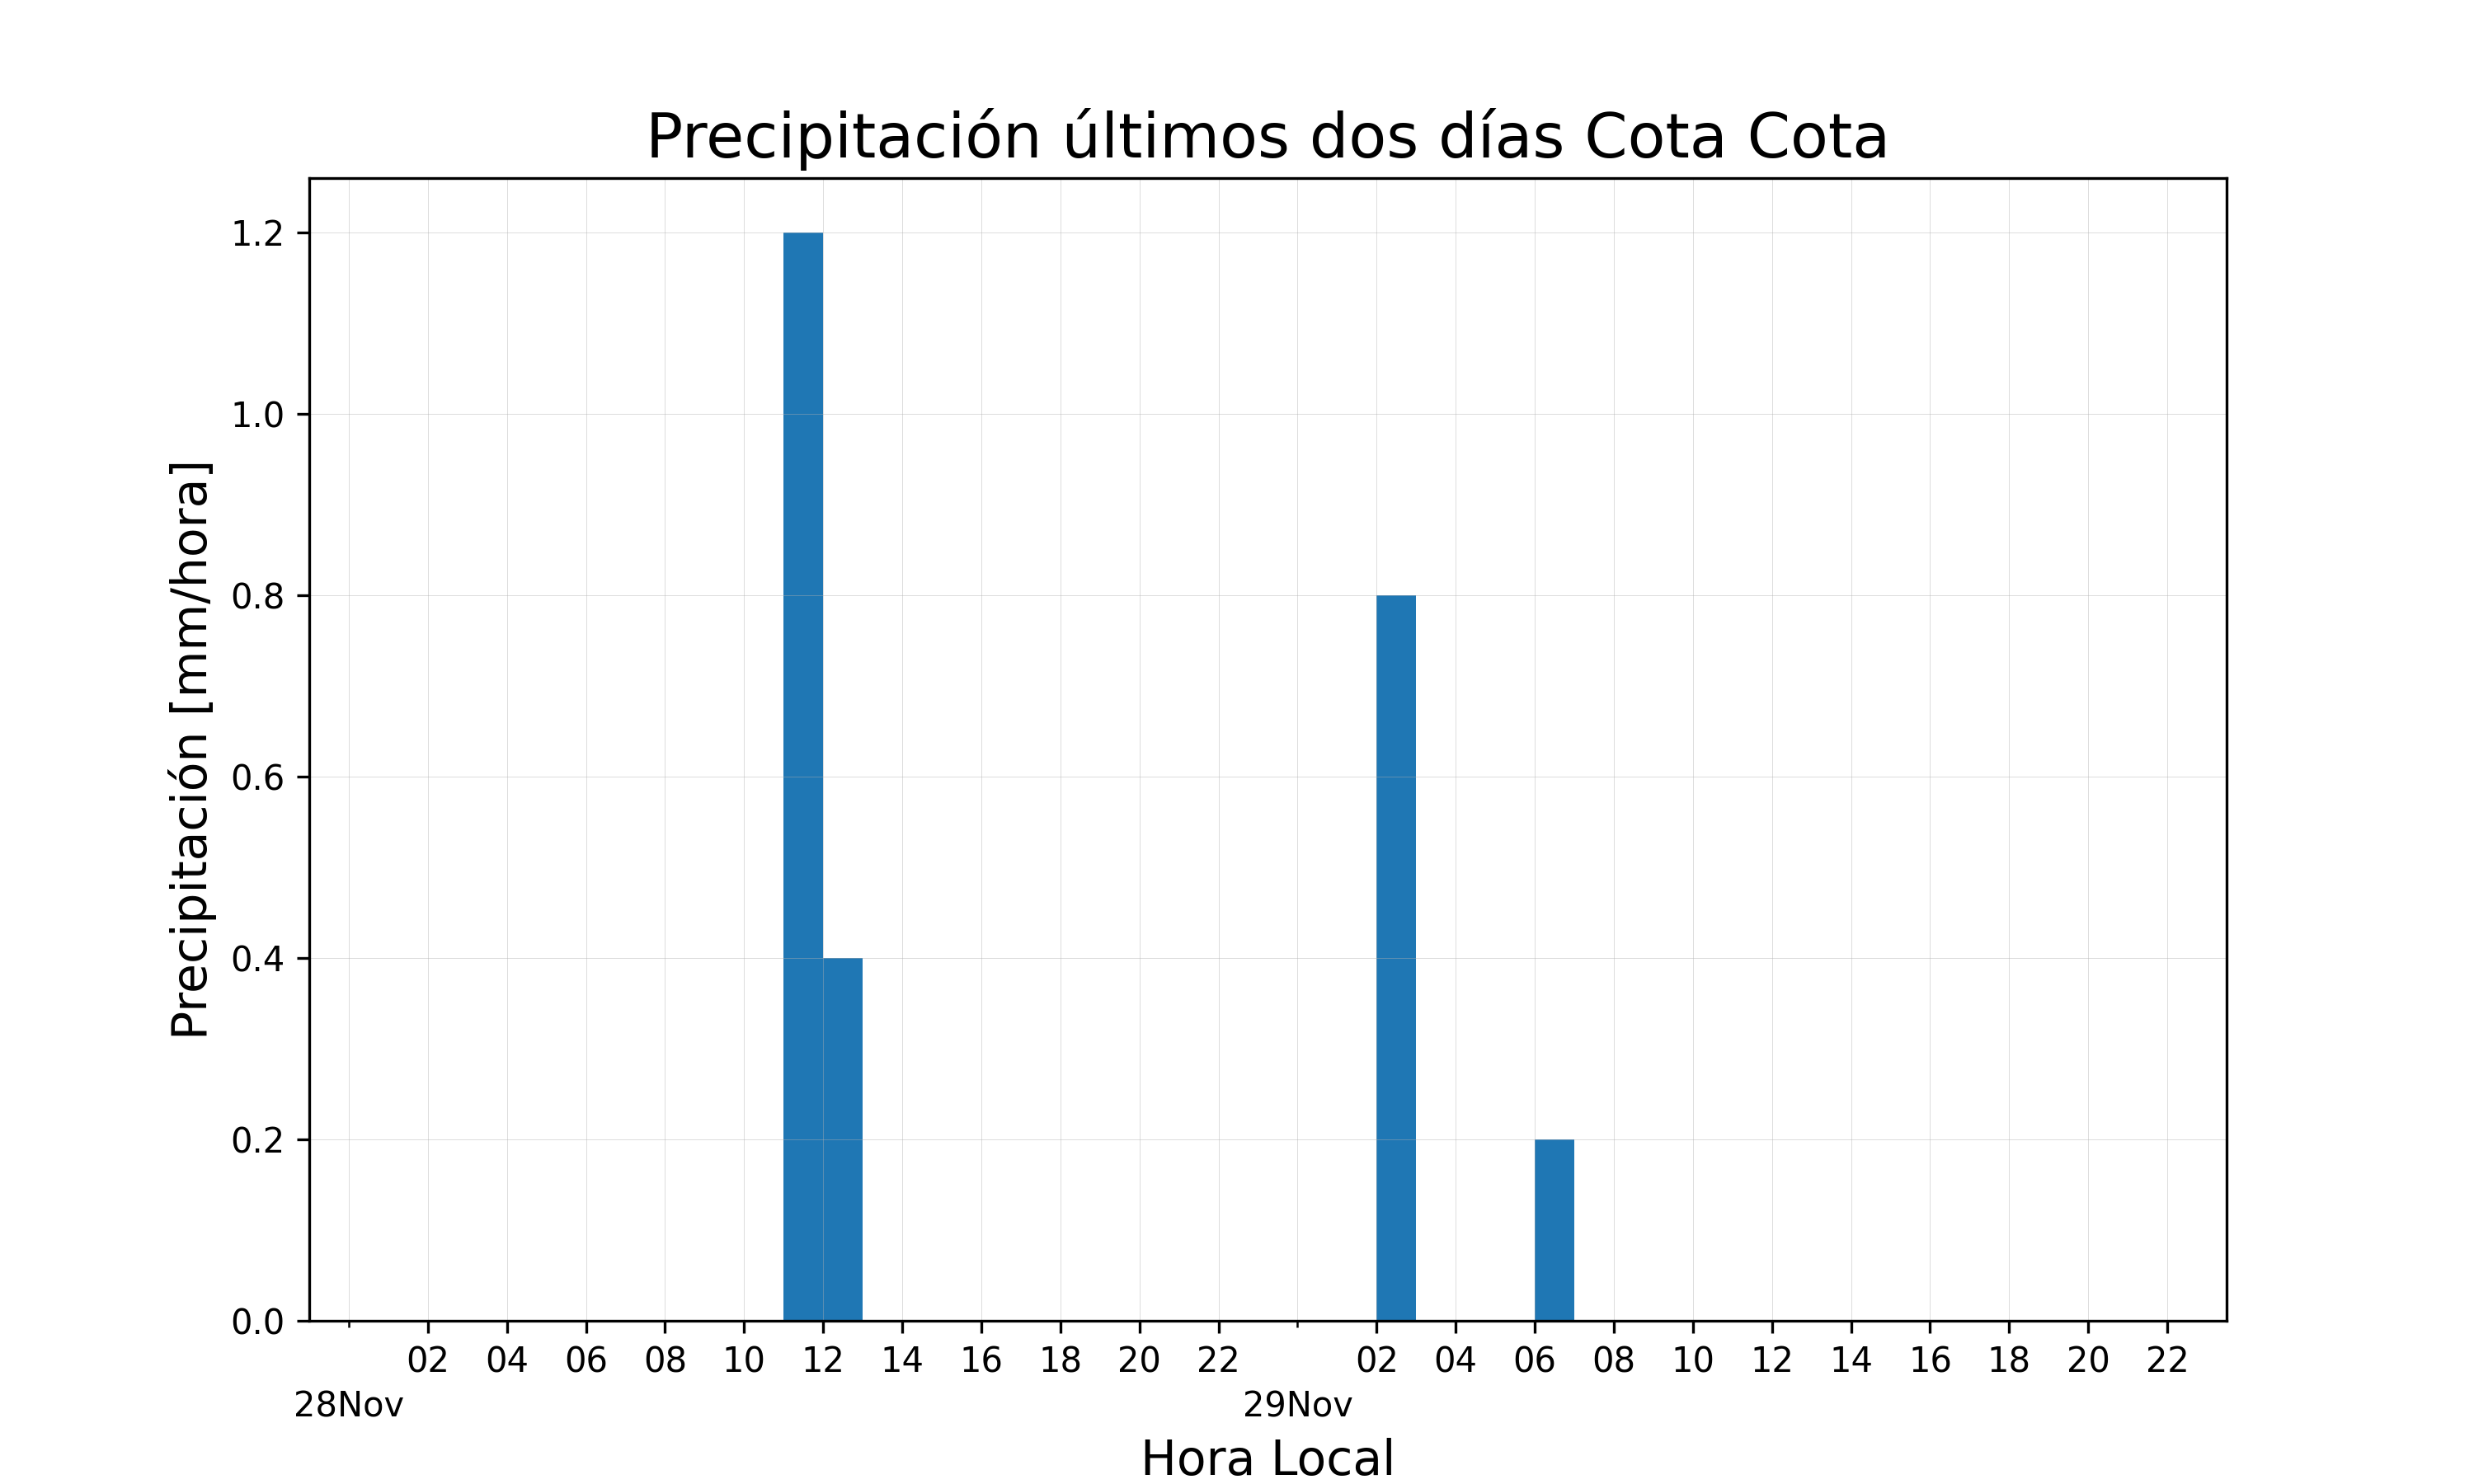 Precipitación últimos dos días Cota Cota
Precipitación [mm/hora]
1.2
1.0
0.8
0.6
0.4
0.2
0.0
02 04 06 08 10 12 14 16 18 20 22 02 04 06 08 10 12 14 16 18 20 22
28Nov 29Nov
Hora Local